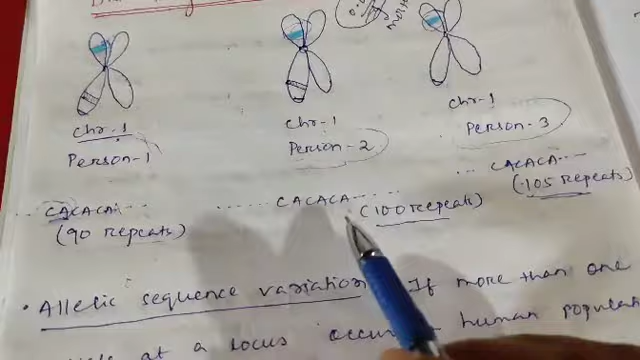 Chr-1
Person-1
Chr-1
Person-2
Chr-1
Person-3
...CACACA...
(90 repeats)
......CACACA.....
(100 repeats)
... CACACA...
(105 repeats)
• Allelic sequence variation If more than one
at a locus occur human populat